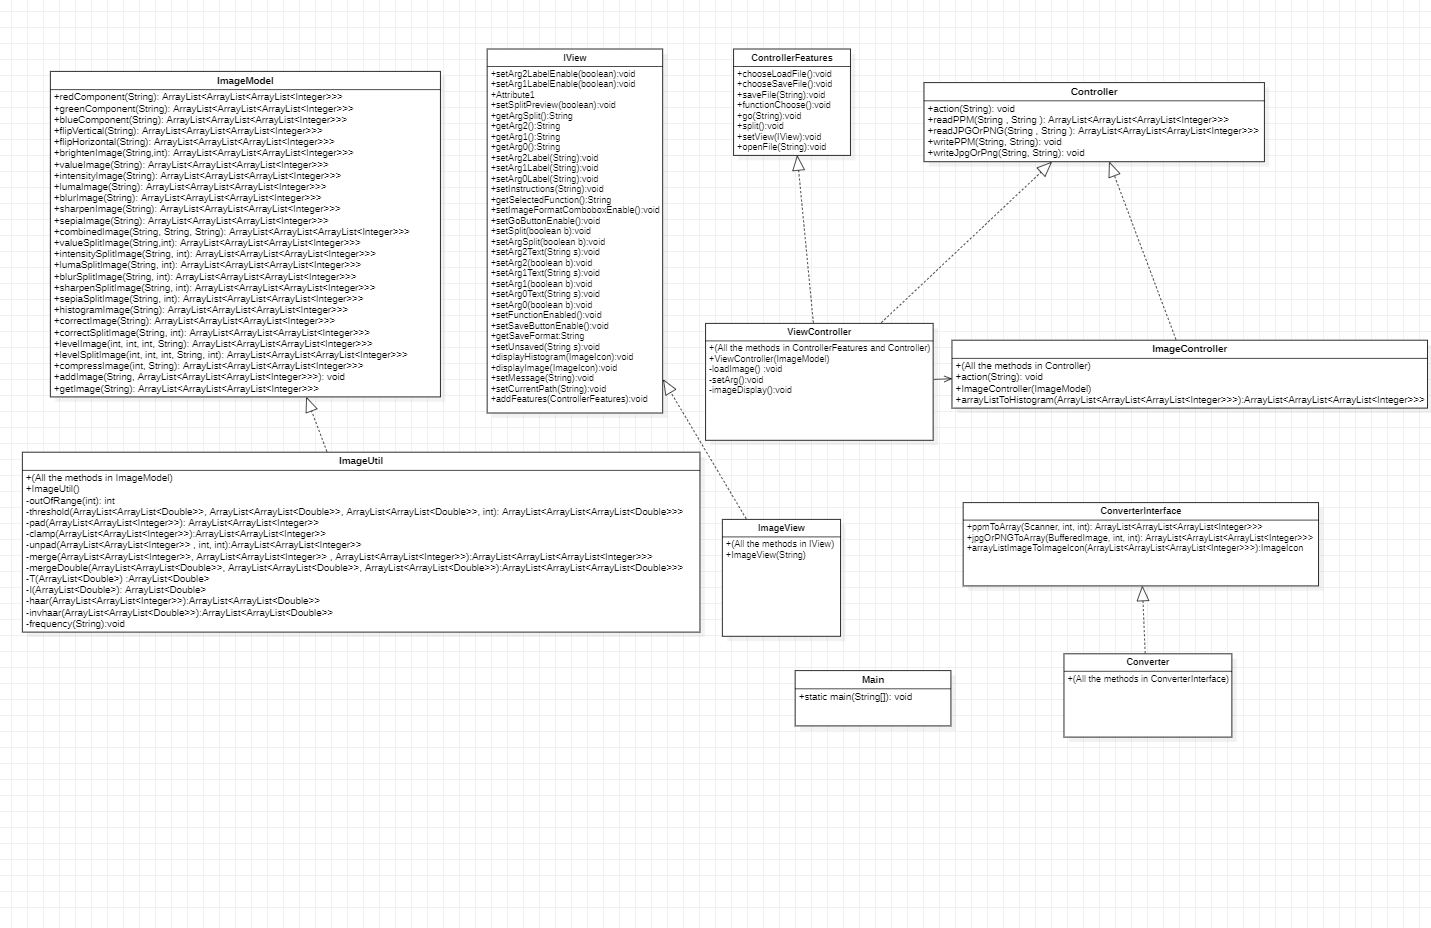 ImageModel
+redComponent(String): ArrayList<ArrayList<ArrayList<Integer>>>
+greenComponent(String): ArrayList<ArrayList<ArrayList<Integer>>>
+blueComponent(String): ArrayList<ArrayList<ArrayList<Integer>>>
+flipVertical(String): ArrayList<ArrayList<ArrayList<Integer>>>
+flipHorizontal(String): ArrayList<ArrayList<ArrayList<Integer>>>
+brightenImage(String,int): ArrayList<ArrayList<ArrayList<Integer>>>
+valueImage(String): ArrayList<ArrayList<ArrayList<Integer>>>
+intensityImage(String): ArrayList<ArrayList<ArrayList<Integer>>>
+lumaImage(String): ArrayList<ArrayList<ArrayList<Integer>>>
+blurImage(String): ArrayList<ArrayList<ArrayList<Integer>>>
+sharpenImage(String): ArrayList<ArrayList<ArrayList<Integer>>>
+sepiaImage(String): ArrayList<ArrayList<ArrayList<Integer>>>
+combinedImage(String, String, String): ArrayList<ArrayList<ArrayList<Integer>>>
+valueSplitImage(String,int): ArrayList<ArrayList<ArrayList<Integer>>>
+intensitySplitImage(String, int): ArrayList<ArrayList<ArrayList<Integer>>>
+lumaSplitImage(String, int): ArrayList<ArrayList<ArrayList<Integer>>>
+blurSplitImage(String, int): ArrayList<ArrayList<ArrayList<Integer>>>
+sharpenSplitImage(String, int): ArrayList<ArrayList<ArrayList<Integer>>>
+sepiaSplitImage(String, int): ArrayList<ArrayList<ArrayList<Integer>>>
+histogramImage(String): ArrayList<ArrayList<ArrayList<Integer>>>
+correctImage(String): ArrayList<ArrayList<ArrayList<Integer>>>
+correctSplitImage(String, int): ArrayList<ArrayList<ArrayList<Integer>>>
+levelImage(int, int, int, String): ArrayList<ArrayList<ArrayList<Integer>>>
+levelSplitImage(int, int, int, String, int): ArrayList<ArrayList<ArrayList<Integer>>>
+compressImage(int, String): ArrayList<ArrayList<ArrayList<Integer>>>
+addImage(String, ArrayList<ArrayList<ArrayList<Integer>>>): void
+getImage(String): ArrayList<ArrayList<ArrayList<Integer>>>
IView
+setArg2LabelEnable(boolean):void
+setArg1LabelEnable(boolean):void
+Attribute1
+setSplitPreview(boolean):void
+getArgSplit():String
+getArg2():String
+getArg1():String
+getArg0():String
+setArg2Label(String):void
+setArg1Label(String):void
+setArg0Label(String):void
+setInstructions(String):void
+getSelectedFunction():String
+setImageFormatComboboxEnable():void
+setGoButtonEnable():void
+setSplit(boolean b):void
+setArgSplit(boolean b):void
+setArg2Text(String s):void
+setArg2(boolean b):void
+setArg1Text(String s):void
+setArg1(boolean b):void
+setArg0Text(String s):void
+setArg0(boolean b):void
+setFunctionEnabled():void
+setSaveButtonEnable():void
+getSaveFormat:String
+setUnsaved(String s):void
+displayHistogram(ImageIcon):void
+displayImage(ImageIcon):void
+setMessage(String):void
+setCurrentPath(String):void
+addFeatures(ControllerFeatures):void
ControllerFeatures
+chooseLoadFile():void
+chooseSaveFile():void
+saveFile(String):void
+functionChoose():void
+go(String):void
+split():void
+setView(IView):void
+openFile(String):void
Controller
+action(String): void
+readPPM(String , String ): ArrayList<ArrayList<ArrayList<Integer>>>
+readJPGOrPNG(String , String ): ArrayList<ArrayList<ArrayList<Integer>>>
+writePPM(String, String): void
+writeJpgOrPng(String, String): void
ViewController
+(All the methods in ControllerFeatures and Controller)
+ViewController(ImageModel)
-loadImage() :void
-setArg():void
-imageDisplay():void
ImageController
+(All the methods in Controller)
+action(String): void
+ImageController(ImageModel)
+arrayListToHistogram(ArrayList<ArrayList<ArrayList<Integer>>>):ArrayList<ArrayList<ArrayList<Integer>>>
ImageUtil
+(All the methods in ImageModel)
+ImageUtil()
-outOfRange(int): int
-threshold(ArrayList<ArrayList<Double>>, ArrayList<ArrayList<Double>>, ArrayList<ArrayList<Double>>, int): ArrayList<ArrayList<ArrayList<Double>>>
-pad(ArrayList<ArrayList<Integer>>): ArrayList<ArrayList<Integer>>
-clamp(ArrayList<ArrayList<Integer>>):ArrayList<ArrayList<Integer>>
-unpad(ArrayList<ArrayList<Integer>> , int, int):ArrayList<ArrayList<Integer>>
-merge(ArrayList<ArrayList<Integer>>, ArrayList<ArrayList<Integer>> , ArrayList<ArrayList<Integer>>):ArrayList<ArrayList<ArrayList<Integer>>>
-mergeDouble(ArrayList<ArrayList<Double>>, ArrayList<ArrayList<Double>>, ArrayList<ArrayList<Double>>):ArrayList<ArrayList<ArrayList<Double>>>
-T(ArrayList<Double>) :ArrayList<Double>
-I(ArrayList<Double>): ArrayList<Double>
-haar(ArrayList<ArrayList<Integer>>):ArrayList<ArrayList<Double>>
-invhaar(ArrayList<ArrayList<Double>>):ArrayList<ArrayList<Double>>
-frequency(String):void
ImageView
+(All the methods in IView)
+ImageView(String)
ConverterInterface
+ppmToArray(Scanner, int, int): ArrayList<ArrayList<ArrayList<Integer>>>
+jpgOrPNGToArray(BufferedImage, int, int): ArrayList<ArrayList<ArrayList<Integer>>>
+arrayListImageToImageIcon(ArrayList<ArrayList<ArrayList<Integer>>>):ImageIcon
Main
+static main(String[]): void
Converter
+(All the methods in ConverterInterface)